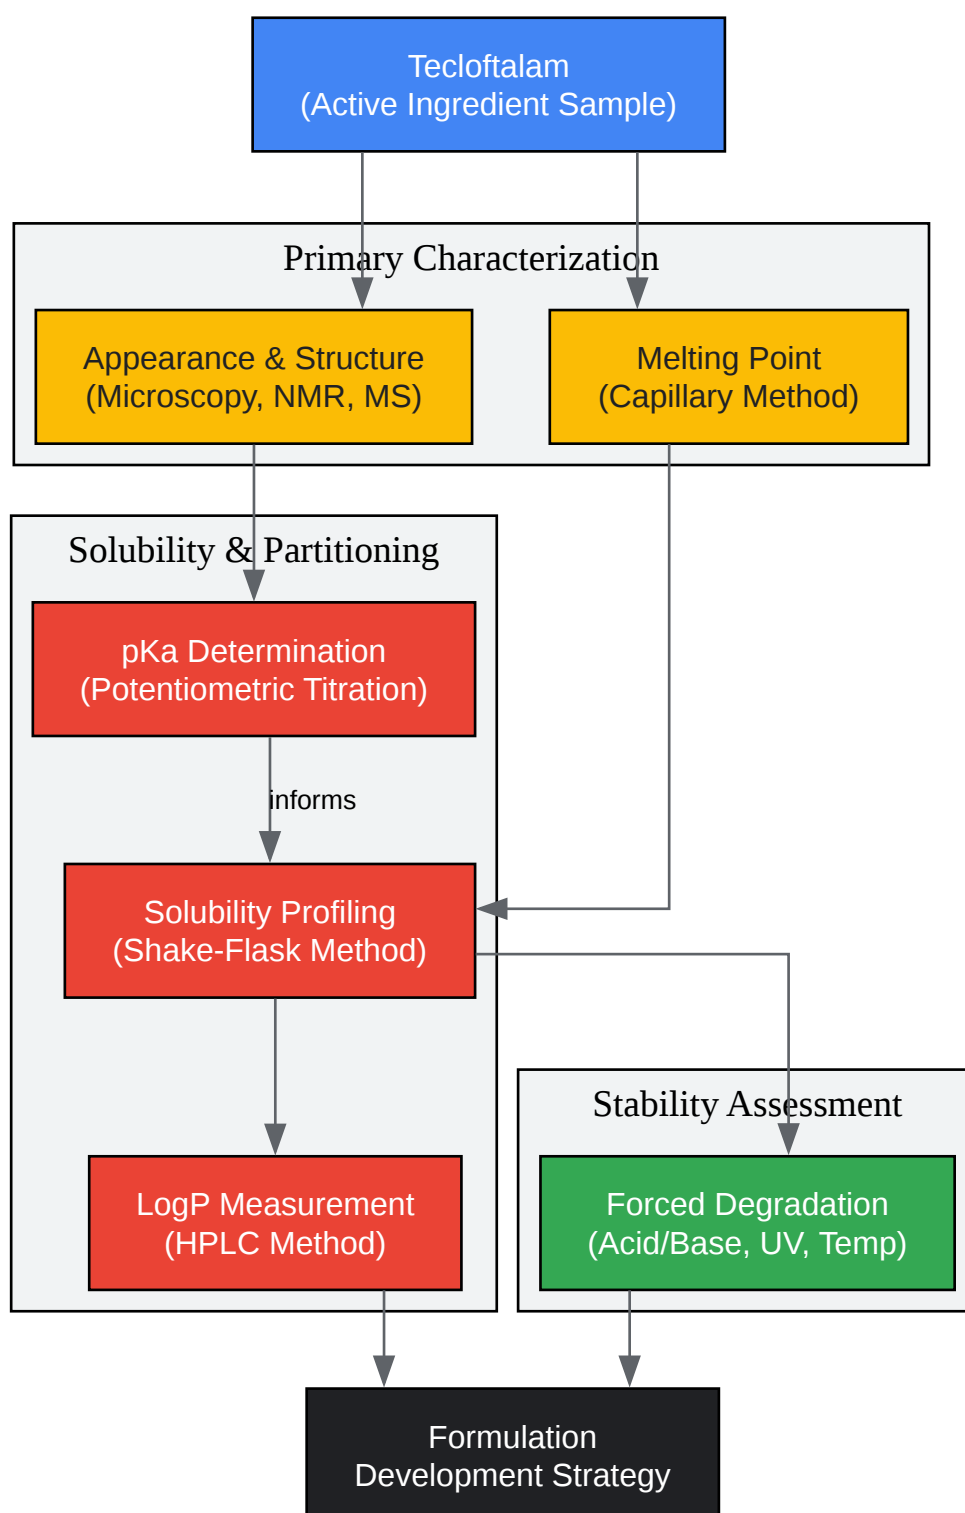 Tecloftalam
(Active Ingredient Sample)
Primary Characterization
Appearance & Structure
(Microscopy, NMR, MS)
Melting Point
(Capillary Method)
Solubility & Partitioning
pKa Determination
(Potentiometric Titration)
informs
Solubility Profiling
(Shake-Flask Method)
LogP Measurement
(HPLC Method)
Stability Assessment
Forced Degradation
(Acid/Base, UV, Temp)
Formulation
Development Strategy